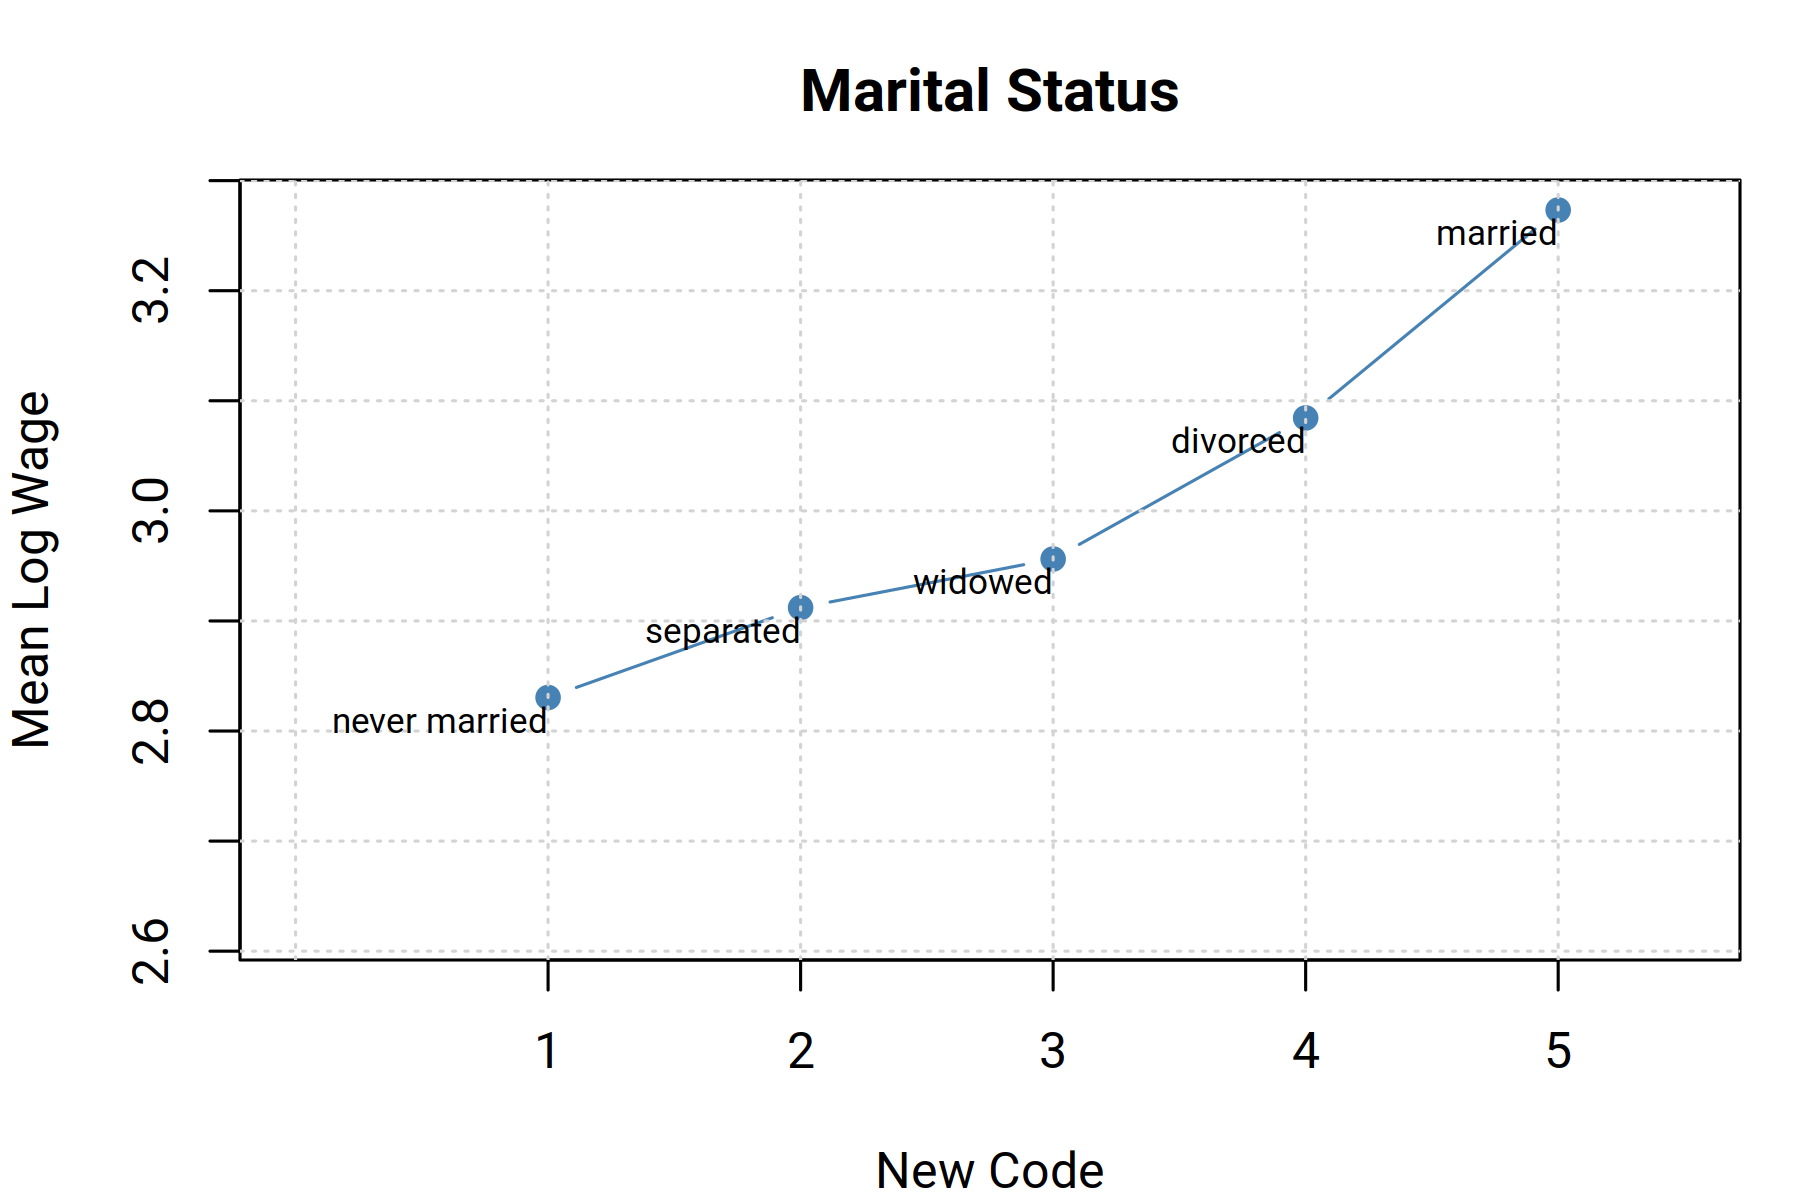 Marital Status
Mean Log Wage
3.2
3.0
2.8
2.6
married
divorced
widowed
separated
never married
1 2 3 4 5
New Code